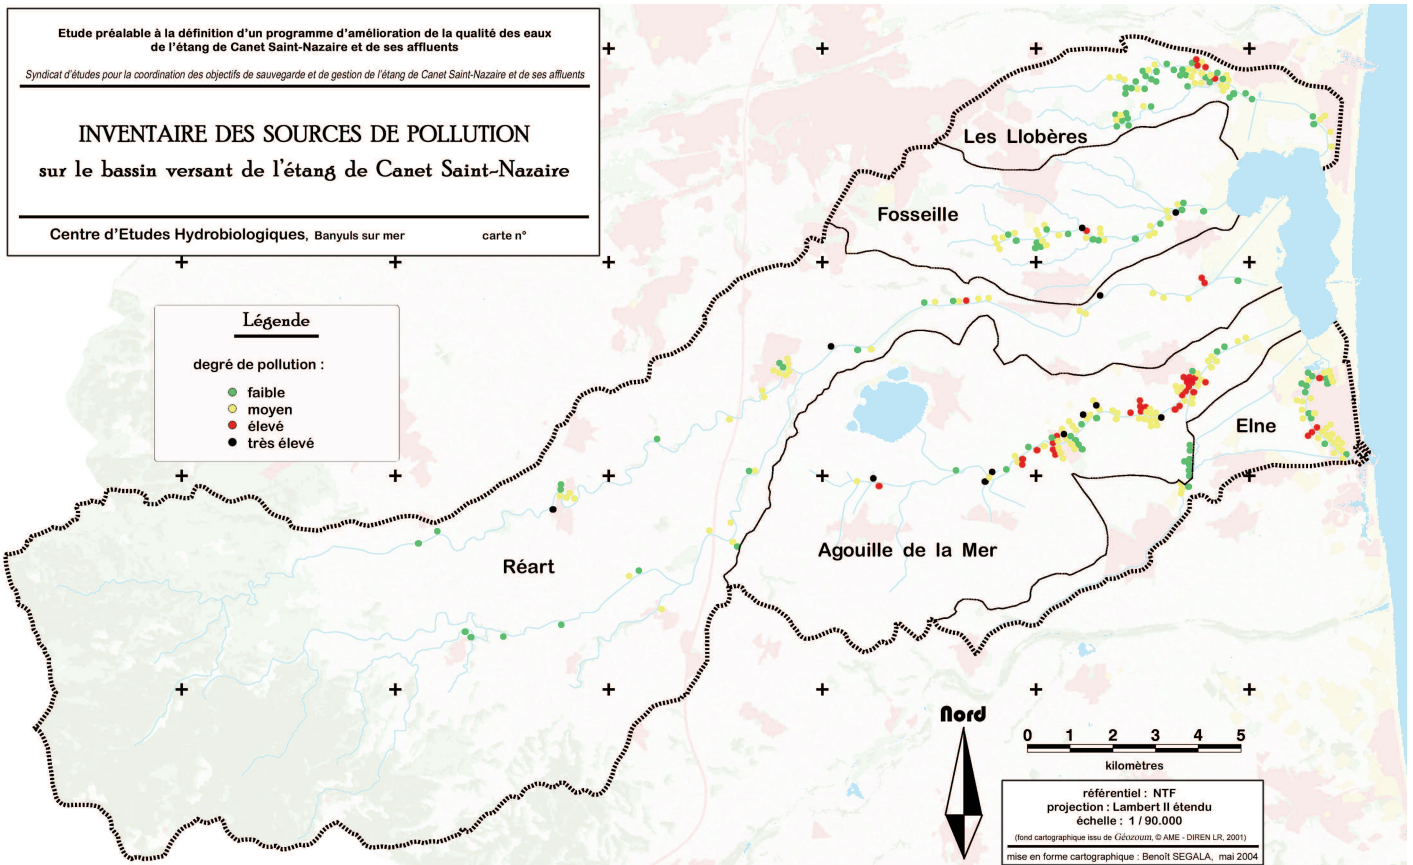 Etude préalable à la définition d'un programme d'amélioration de la qualité des eaux
de l'étang de Canet Saint-Nazaire et de ses affluents
Syndicat d'études pour la coordination des objectifs de sauvegarde et de gestion de l'étang de Canet Saint-Nazaire et de ses affluents
INVENTAIRE DES SOURCES DE POLLUTION
sur le bassin versant de l'étang de Canet Saint-Nazaire
Centre d'Etudes Hydrobiologiques, Banyuls sur mer carte n°
Légende
degré de pollution :
faible
moyen
élevé
très élevé
Les Llobères
Fosseille
Elne
Agouille de la Mer
Réart
Nord
0 1 2 3 4 5
kilomètres
référentiel : NTF
projection : Lambert II étendu
échelle : 1 / 90.000
(fond cartographique issu de Géozoum, © AME - DIREN LR, 2001)
mise en forme cartographique : Benoît SEGALA, mai 2004